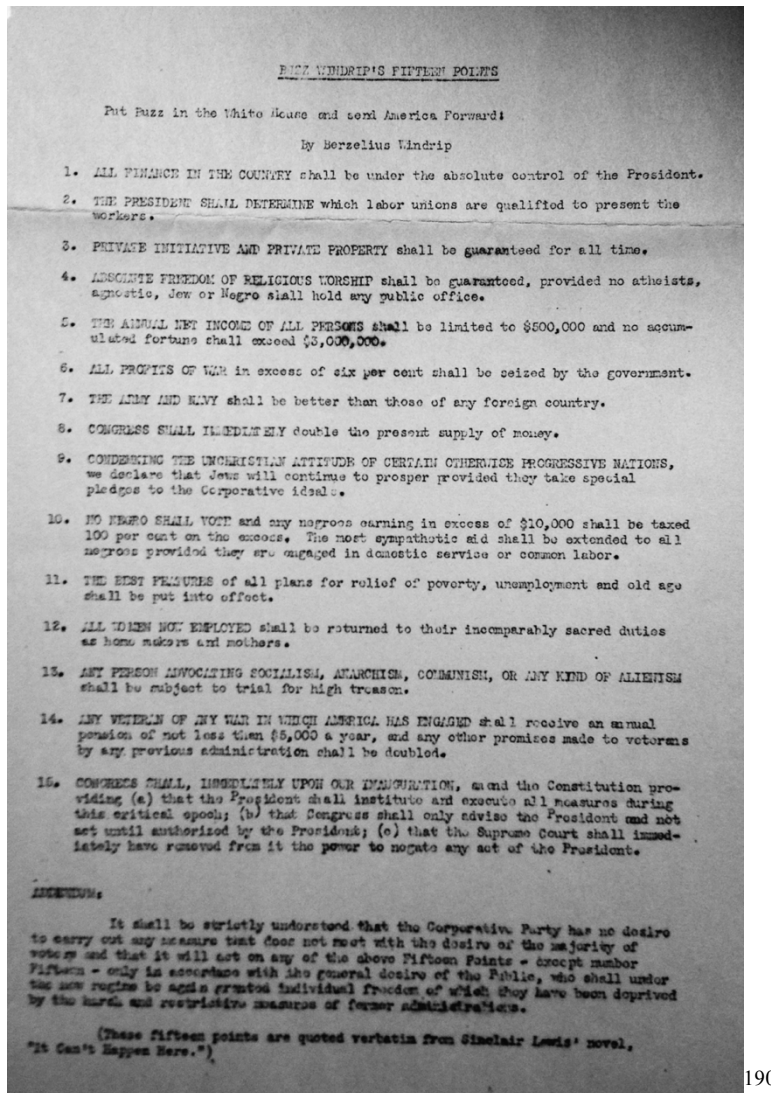 BUZZ WINDRIP'S FIFTEEN POINTS
Put Buzz in the White House and send America Forward!
By Berzelius Windrip
1. ALL FINANCE IN THE COUNTRY shall be under the absolute control of the President.
2. THE PRESIDENT SHALL DETERMINE which labor unions are qualified to present the
workers.
3. PRIVATE INITIATIVE AND PRIVATE PROPERTY shall be guaranteed for all time.
4. ABSOLUTE FREEDOM OF RELIGIOUS WORSHIP shall be guaranteed, provided no atheists,
agnostic, Jew or Negro shall hold any public office.
5. THE ANNUAL NET INCOME OF ALL PERSONS shall be limited to $500,000 and no accum-
ulated fortune shall exceed $3,000,000.
6. ALL PROFITS OF WAR in excess of six per cent shall be seized by the government.
7. THE ARMY AND NAVY shall be better than those of any foreign country.
8. CONGRESS SHALL IMMEDIATELY double the present supply of money.
9. CONDEMNING THE UNCHRISTIAN ATTITUDE OF CERTAIN OTHERWISE PROGRESSIVE NATIONS,
we declare that Jews will continue to prosper provided they take special
pledges to the Corporative ideals.
10. NO NEGRO SHALL VOTE and any negroes earning in excess of $10,000 shall be taxed
100 per cent on the excess. The most sympathetic aid shall be extended to all
negroes provided they are engaged in domestic service or common labor.
11. THE BEST FEATURES of all plans for relief of poverty, unemployment and old age
shall be put into effect.
12. ALL WOMEN NOT EMPLOYED shall be returned to their incomparably sacred duties
as home makers and mothers.
13. ANY PERSON ADVOCATING SOCIALISM, ANARCHISM, COMMUNISM, OR ANY KIND OF ALIENISM
shall be subject to trial for high treason.
14. ANY VETERAN OF ANY WAR IN WHICH AMERICA HAS ENGAGED shall receive an annual
pension of not less than $5,000 a year, and any other promises made to veterans
by any previous administration shall be doubled.
15. CONGRESS SHALL, IMMEDIATELY UPON OUR INAUGURATION, amend the Constitution pro-
viding (a) that the President shall institute and execute all measures during
this critical epoch; (b) that Congress shall only advise the President and not
act until authorized by the President; (c) that the Supreme Court shall immed-
iately have removed from it the power to negate any act of the President.
ADDENDUM:
It shall be strictly understood that the Corporative Party has no desire
to carry out any measure that does not meet with the desire of the majority of
voters and that it will act on any of the above Fifteen Points - except number
Fifteen - only in accordance with the general desire of the Public, who shall under
the new regime be again granted individual freedom of which they have been deprived
by the harsh and restrictive measures of former administrations.
(These fifteen points are quoted verbatim from Sinclair Lewis' novel,
"It Can't Happen Here.")
190